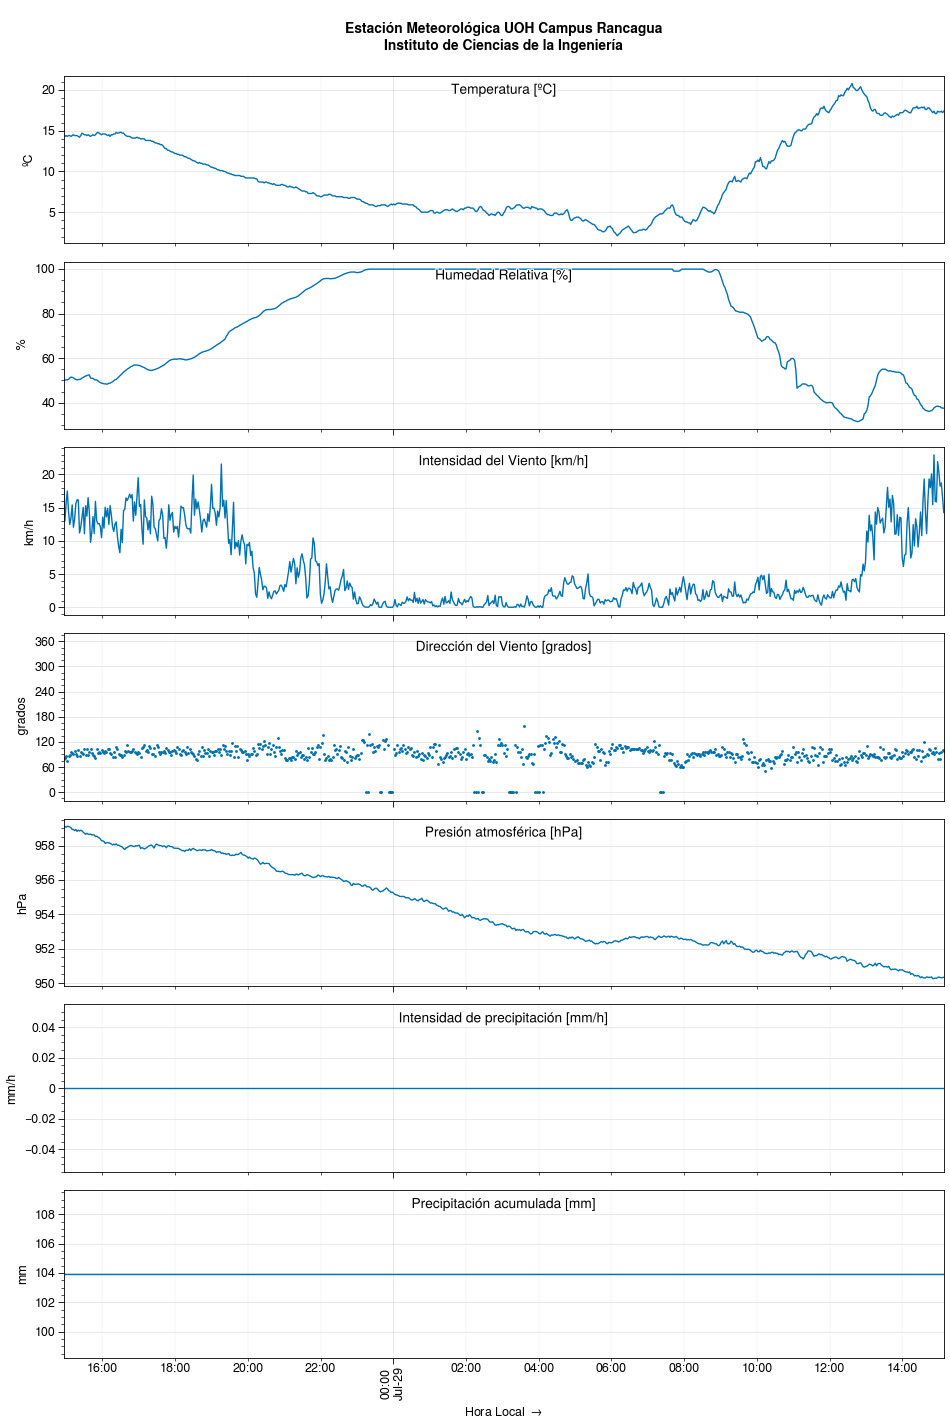 Estación Meteorológica UOH Campus Rancagua
Instituto de Ciencias de la Ingeniería
Temperatura [ºC]
20
15
10
5
ºC
Humedad Relativa [%]
100
80
60
40
%
Intensidad del Viento [km/h]
20
15
10
5
0
km/h
Dirección del Viento [grados]
360
300
240
180
120
60
0
grados
Presión atmosférica [hPa]
958
956
954
952
950
hPa
Intensidad de precipitación [mm/h]
0.04
0.02
0
−0.02
−0.04
mm/h
Precipitación acumulada [mm]
108
106
104
102
100
mm
16:00 18:00 20:00 22:00 00:00 02:00 04:00 06:00 08:00 10:00 12:00 14:00
Jul-29
Hora Local →